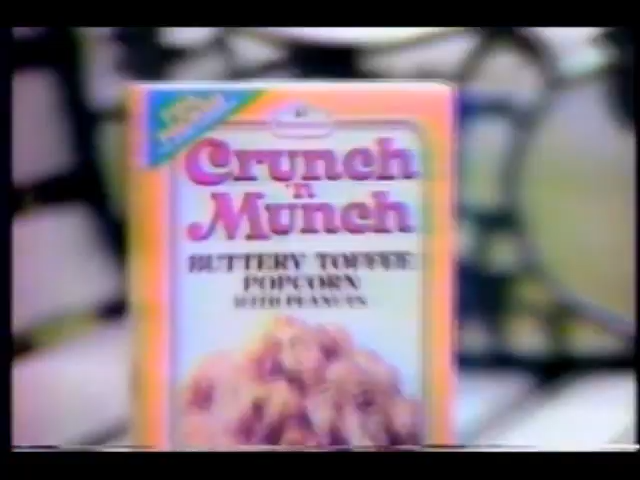 Crunch
'n
Munch
BUTTERY TOFFEE
POPCORN
WITH PEANUTS